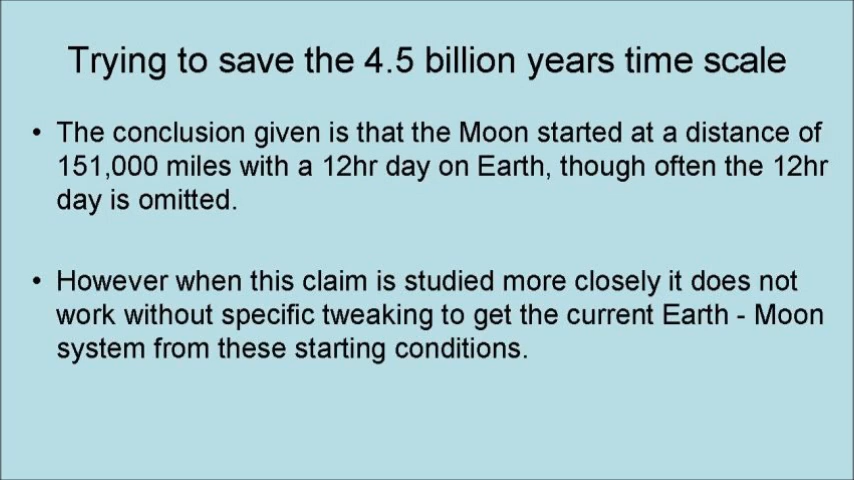 Trying to save the 4.5 billion years time scale
• The conclusion given is that the Moon started at a distance of
151,000 miles with a 12hr day on Earth, though often the 12hr
day is omitted.
• However when this claim is studied more closely it does not
work without specific tweaking to get the current Earth - Moon
system from these starting conditions.